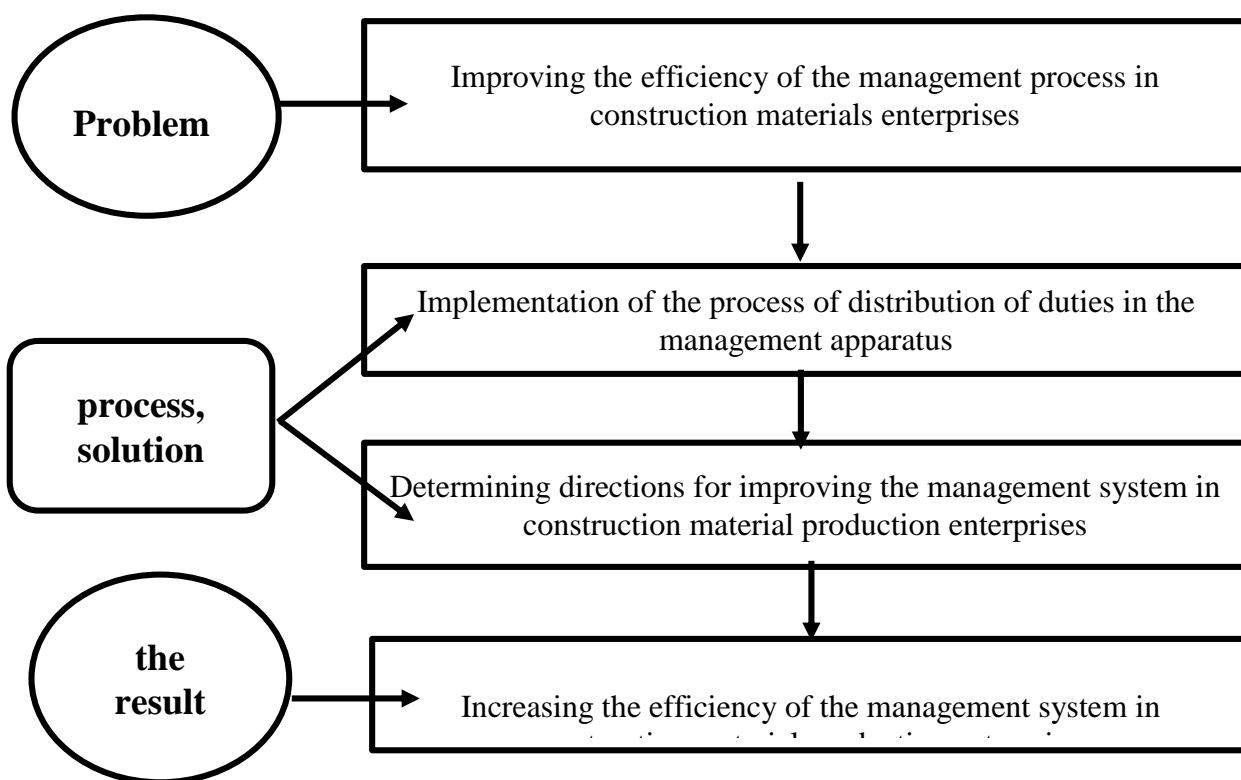 Problem
Improving the efficiency of the management process in
construction materials enterprises
Implementation of the process of distribution of duties in the
management apparatus
process,
solution
Determining directions for improving the management system in
construction material production enterprises
the
result
Increasing the efficiency of the management system in